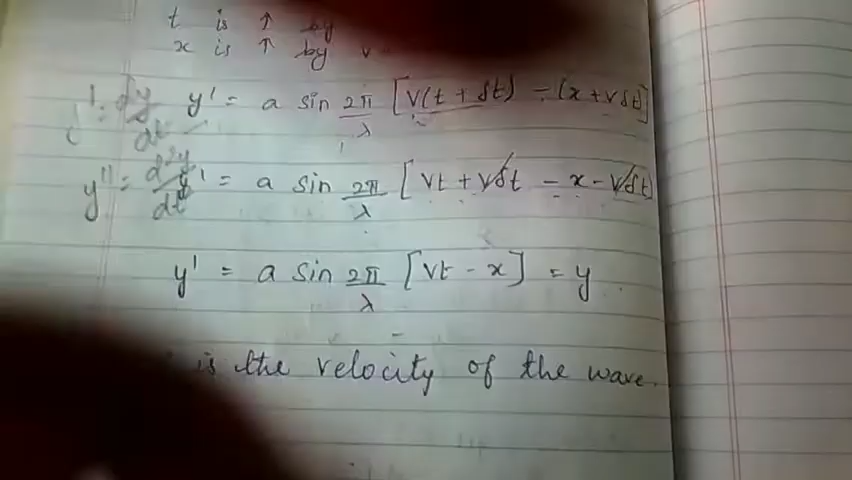 t is ↑ by
x is ↑ by v
y' = dy/dt y' = a sin 2π/λ [v(t + δt) - (x + vδt]
y'' = d²y/dt² y' = a sin 2π/λ [vt + vδt - x - vδt]
y' = a sin 2π/λ [vt - x] = y
is the velocity of the wave.